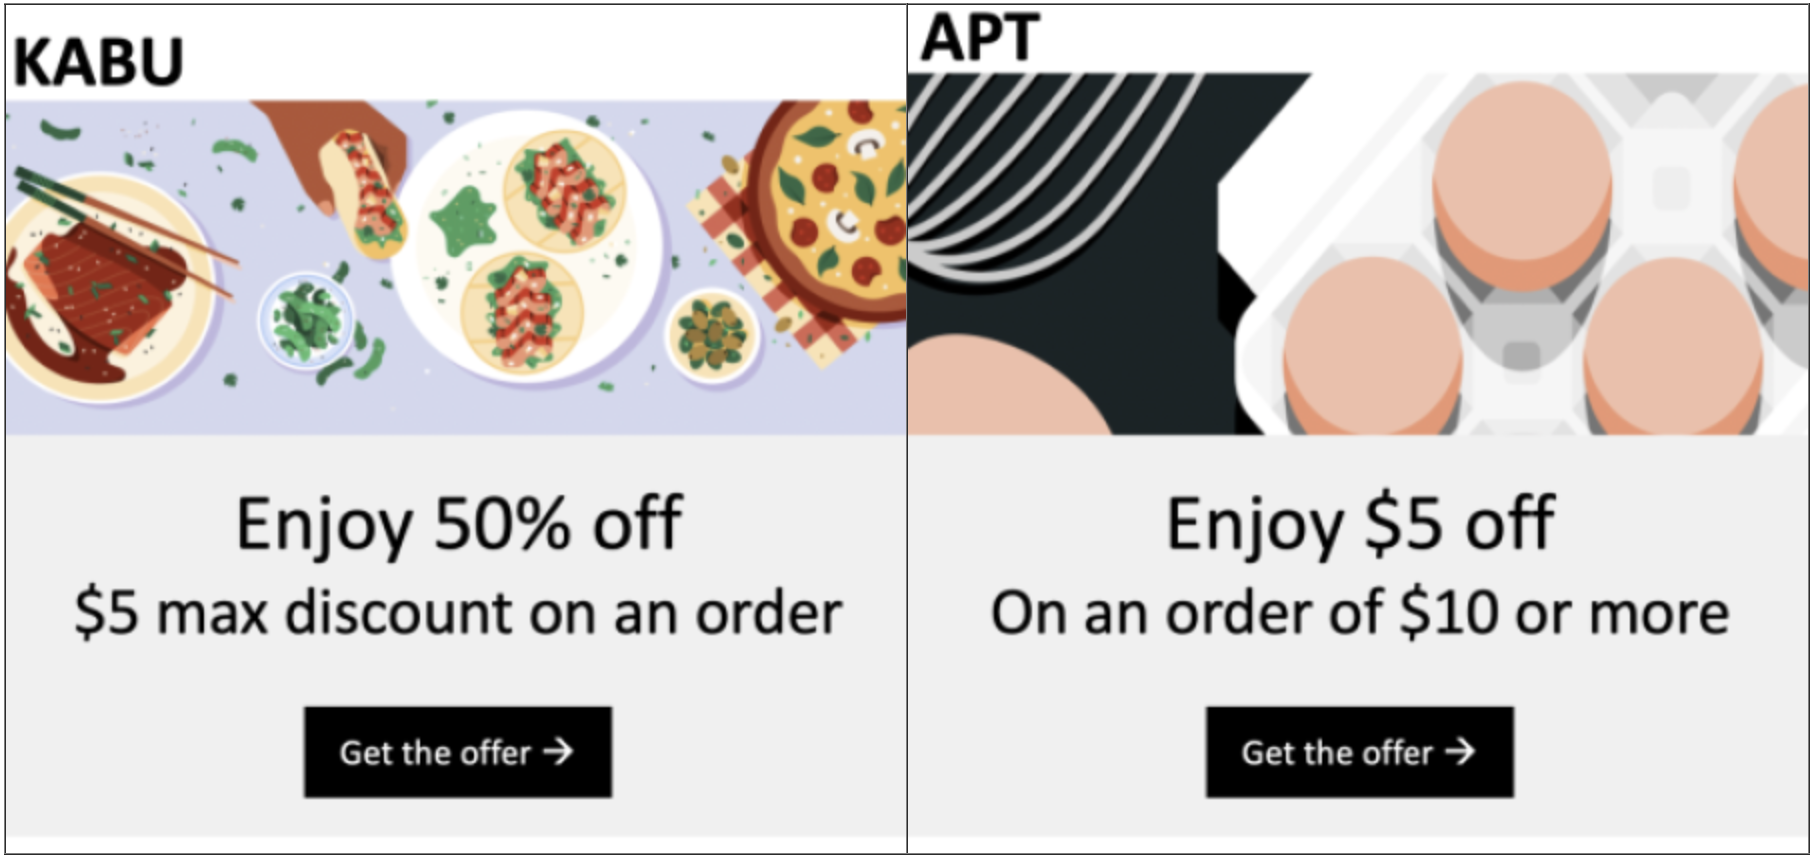 KABU
Enjoy 50% off
$5 max discount on an order
Get the offer →
APT
Enjoy $5 off
On an order of $10 or more
Get the offer →